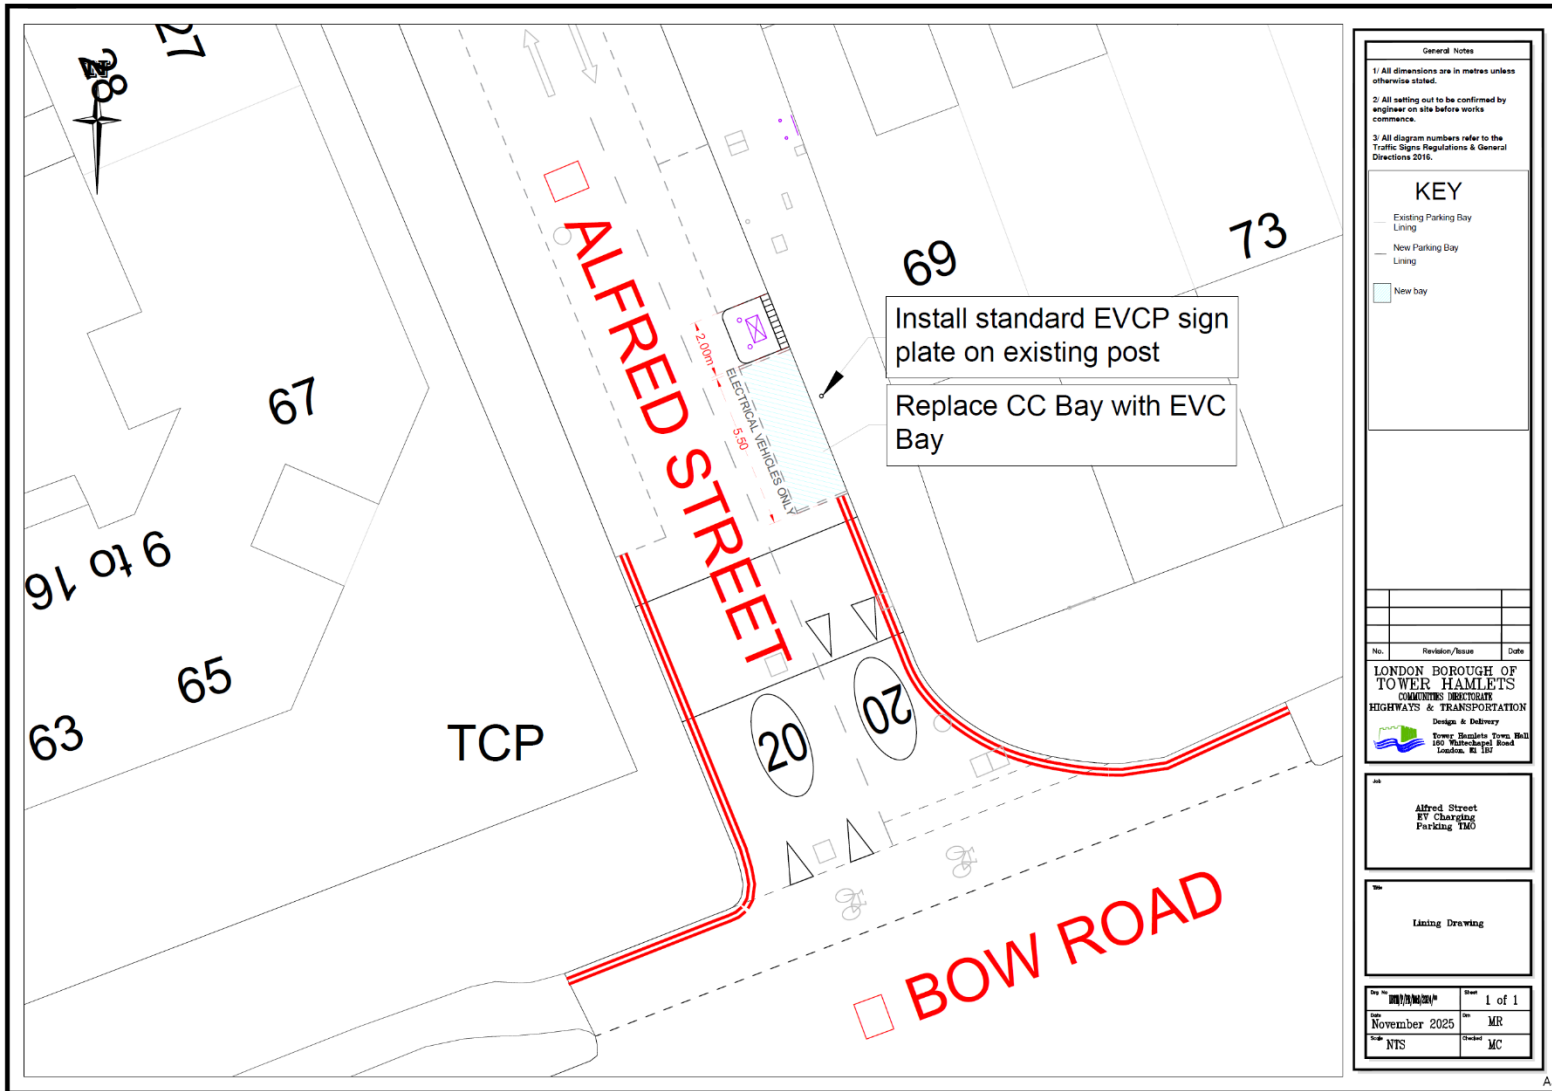 27
28
N
ALFRED STREET
69
73
Install standard EVCP sign
plate on existing post
Replace CC Bay with EVC
Bay
2.00m
5.50
ELECTRICAL VEHICLES ONLY
67
9 to 16
65
63
TCP
20
20
BOW ROAD
General Notes
1/ All dimensions are in metres unless
otherwise stated.
2/ All setting out to be confirmed by
engineer on site before works
commence.
3/ All diagram numbers refer to the
Traffic Signs Regulations & General
Directions 2016.
KEY
Existing Parking Bay
Lining
New Parking Bay
Lining
New bay
No. Revision/Issue Date
LONDON BOROUGH OF
TOWER HAMLETS
COMMUNITIES DIRECTORATE
HIGHWAYS & TRANSPORTATION
Design & Delivery
Tower Hamlets Town Hall
160 Whitechapel Road
London, E1 1BJ
Job
Alfred Street
EV Charging
Parking TMO
Title
Lining Drawing
Drg No
Sheet 1 of 1
Date November 2025
Drn MR
Scale NTS
Checked MC
A